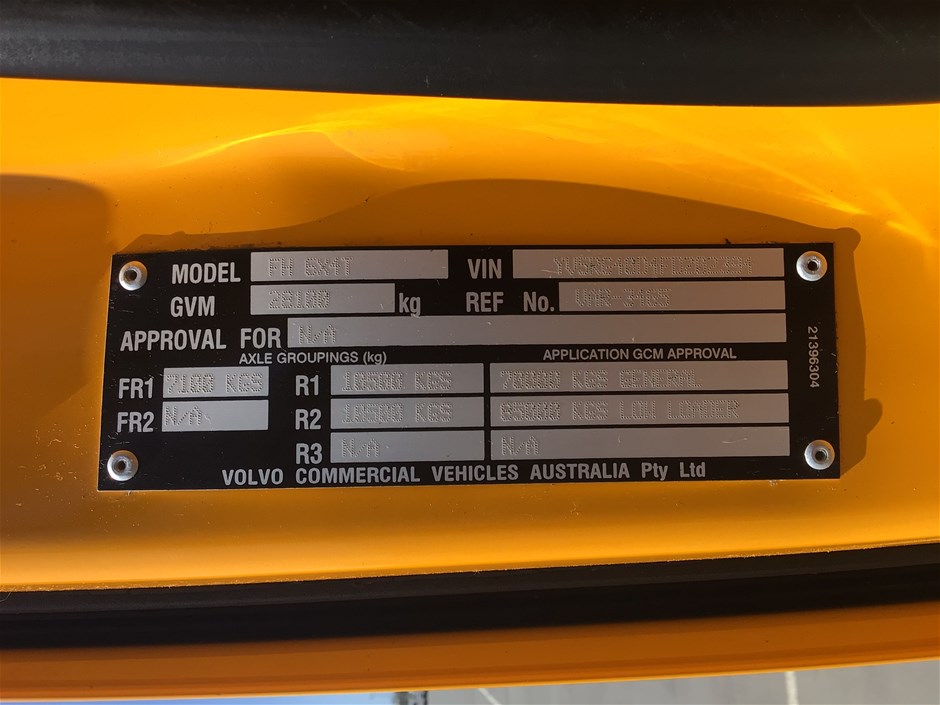 MODEL FH 6X4T VIN
GVM 28100 kg REF No.
APPROVAL FOR N/A
AXLE GROUPINGS (kg) APPLICATION GCM APPROVAL
FR1 7100 KGS R1 10500 KGS 70000 KGS GENERAL
FR2 N/A R2 10500 KGS 85000 KGS LOW LOADER
R3 N/A N/A
VOLVO COMMERCIAL VEHICLES AUSTRALIA Pty Ltd
21396304